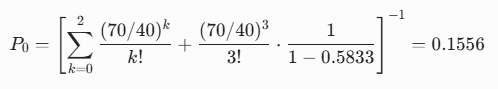 $$P_0 = \left[ \sum_{k=0}^{2} \frac{(70/40)^k}{k!} + \frac{(70/40)^3}{3!} \cdot \frac{1}{1 - 0.5833} \right]^{-1} = 0.1556$$